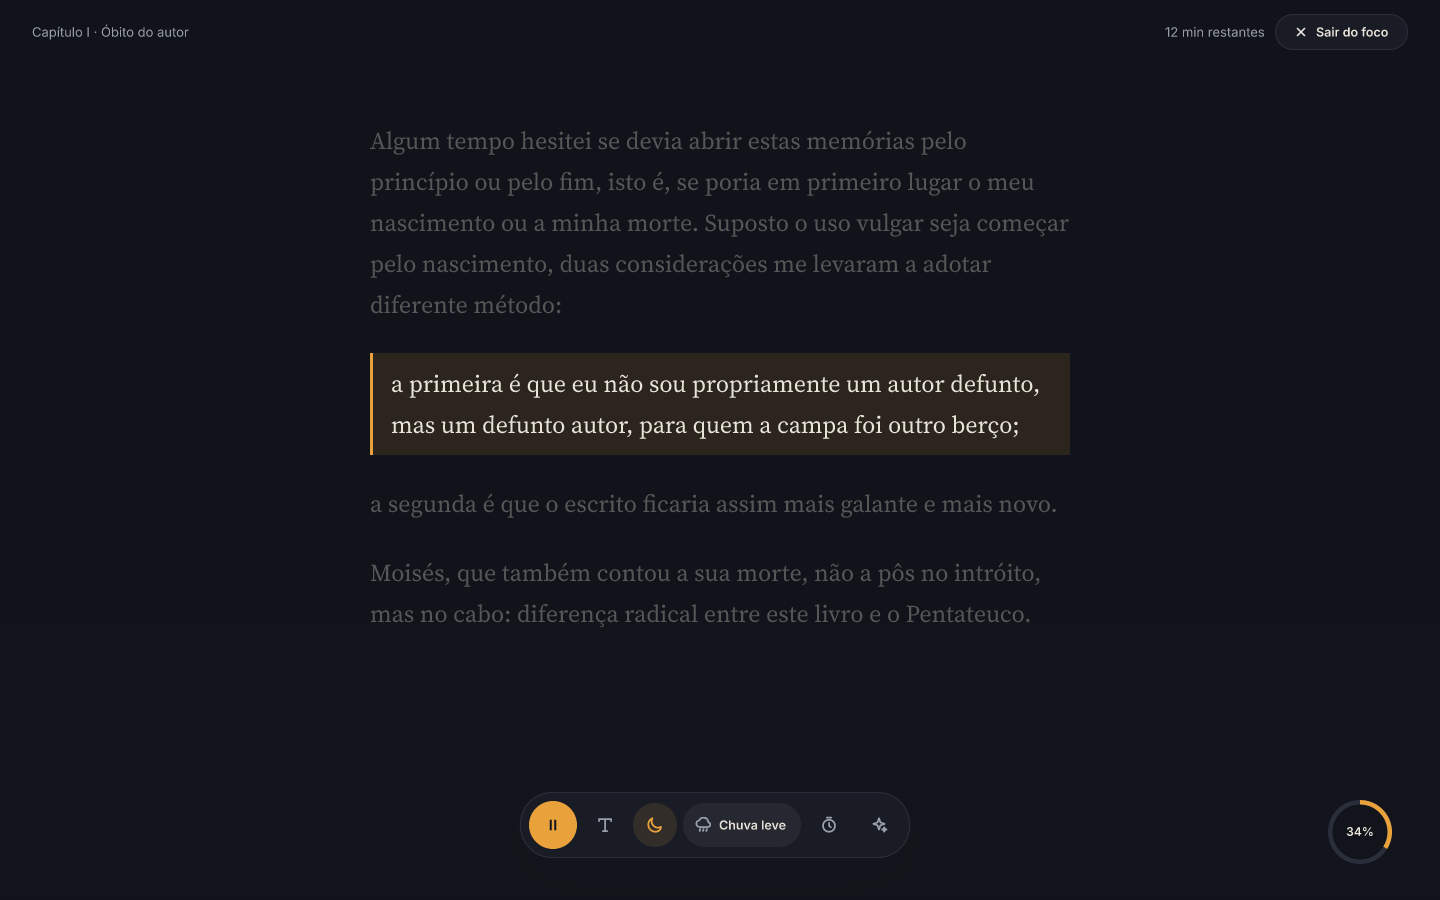 Capítulo I · Óbito do autor
12 min restantes
Sair do foco
Algum tempo hesitei se devia abrir estas memórias pelo
princípio ou pelo fim, isto é, se poria em primeiro lugar o meu
nascimento ou a minha morte. Suposto o uso vulgar seja começar
pelo nascimento, duas considerações me levaram a adotar
diferente método:
a primeira é que eu não sou propriamente um autor defunto,
mas um defunto autor, para quem a campa foi outro berço;
a segunda é que o escrito ficaria assim mais galante e mais novo.
Moisés, que também contou a sua morte, não a pôs no intróito,
mas no cabo: diferença radical entre este livro e o Pentateuco.
Chuva leve
34%